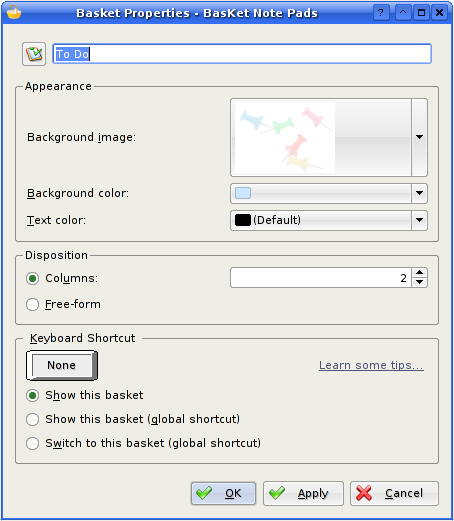 Basket Properties - BasKet Note Pads
To Do
Appearance
Background image:
Background color:
Text color:
(Default)
Disposition
Columns:
2
Free-form
Keyboard Shortcut
None
Learn some tips...
Show this basket
Show this basket (global shortcut)
Switch to this basket (global shortcut)
OK
Apply
Cancel